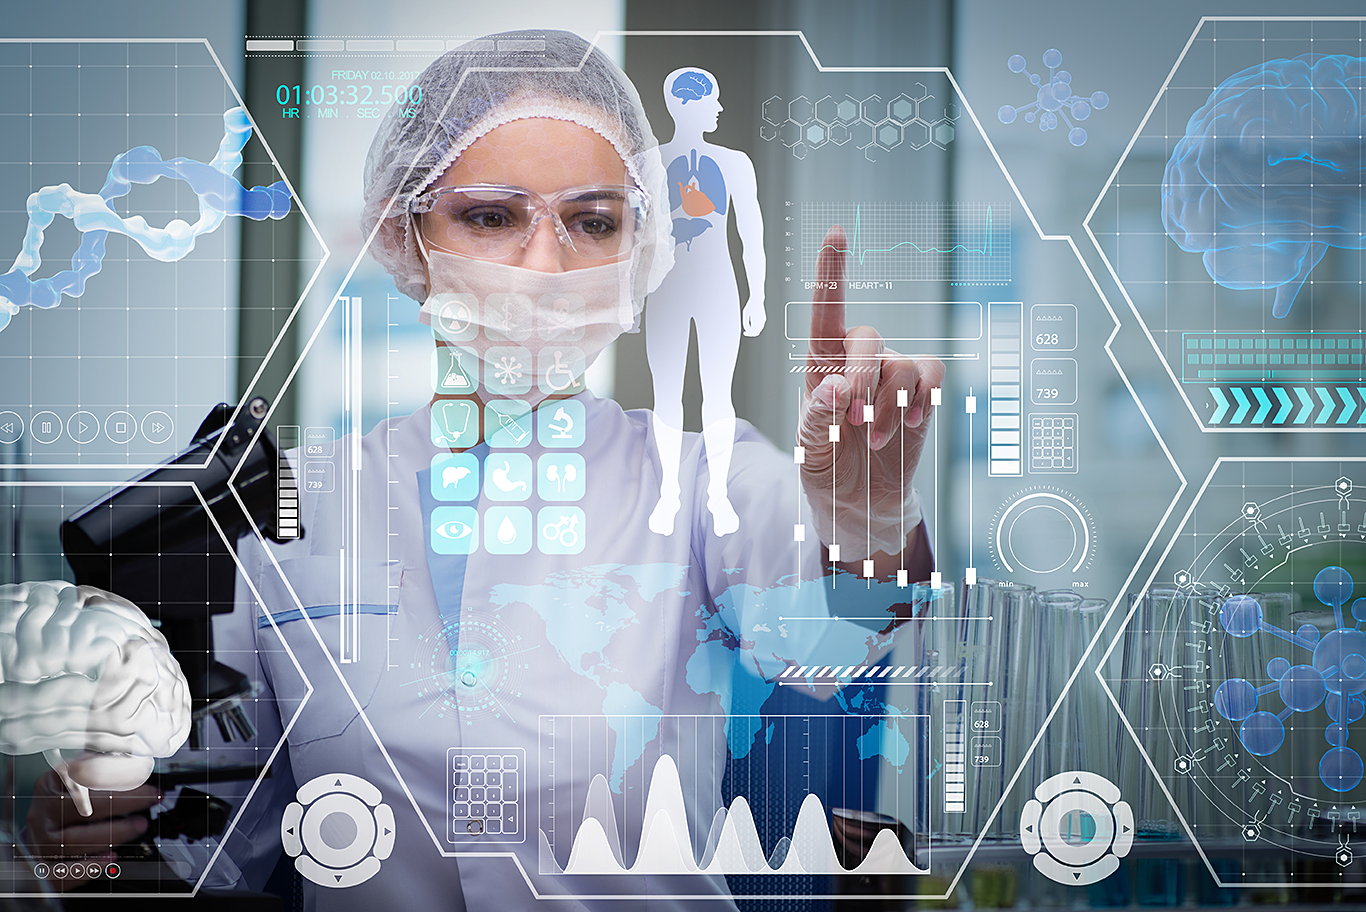 FRIDAY 02.10. 2017
01:03:32.500
HR . MIN . SEC . MS
BPM=23 HEART=11
628
739
628
739
min max
628
739